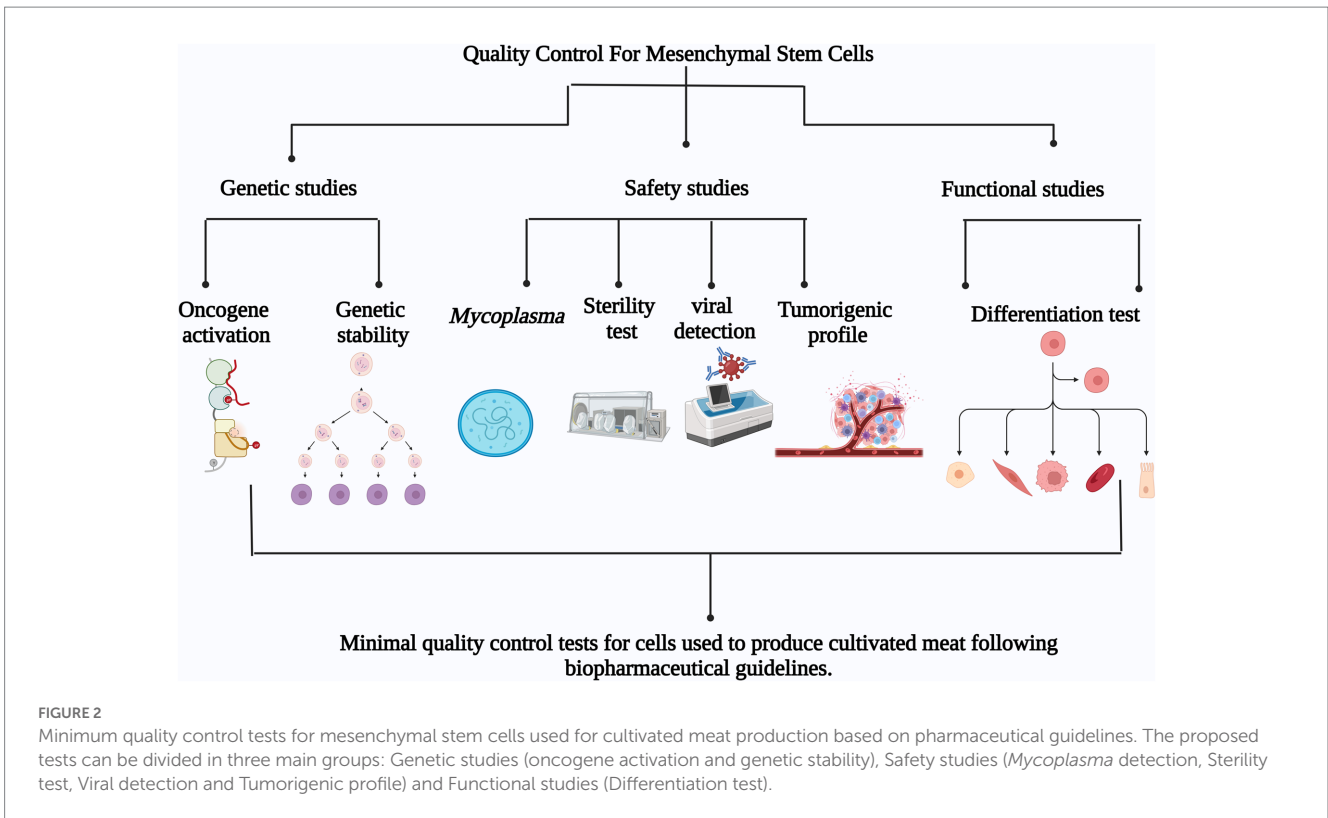 Quality Control For Mesenchymal Stem Cells
Genetic studies
Safety studies
Functional studies
Oncogene
activation
Genetic
stability
Mycoplasma
Sterility
test
viral
detection
Tumorigenic
profile
Differentiation test
Minimal quality control tests for cells used to produce cultivated meat following
biopharmaceutical guidelines.
FIGURE 2
Minimum quality control tests for mesenchymal stem cells used for cultivated meat production based on pharmaceutical guidelines. The proposed
tests can be divided in three main groups: Genetic studies (oncogene activation and genetic stability), Safety studies (Mycoplasma detection, Sterility
test, Viral detection and Tumorigenic profile) and Functional studies (Differentiation test).